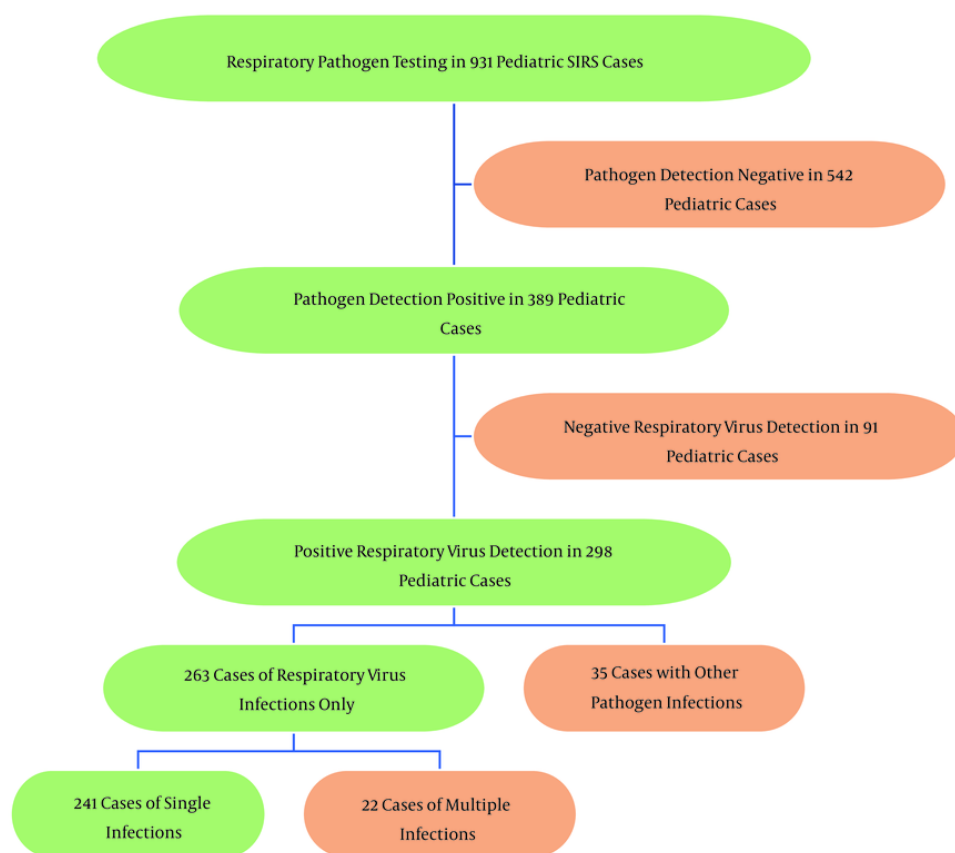 Respiratory Pathogen Testing in 931 Pediatric SIRS Cases
Pathogen Detection Negative in 542
Pediatric Cases
Pathogen Detection Positive in 389 Pediatric
Cases
Negative Respiratory Virus Detection in 91
Pediatric Cases
Positive Respiratory Virus Detection in 298
Pediatric Cases
263 Cases of Respiratory Virus
Infections Only
35 Cases with Other
Pathogen Infections
241 Cases of Single
Infections
22 Cases of Multiple
Infections